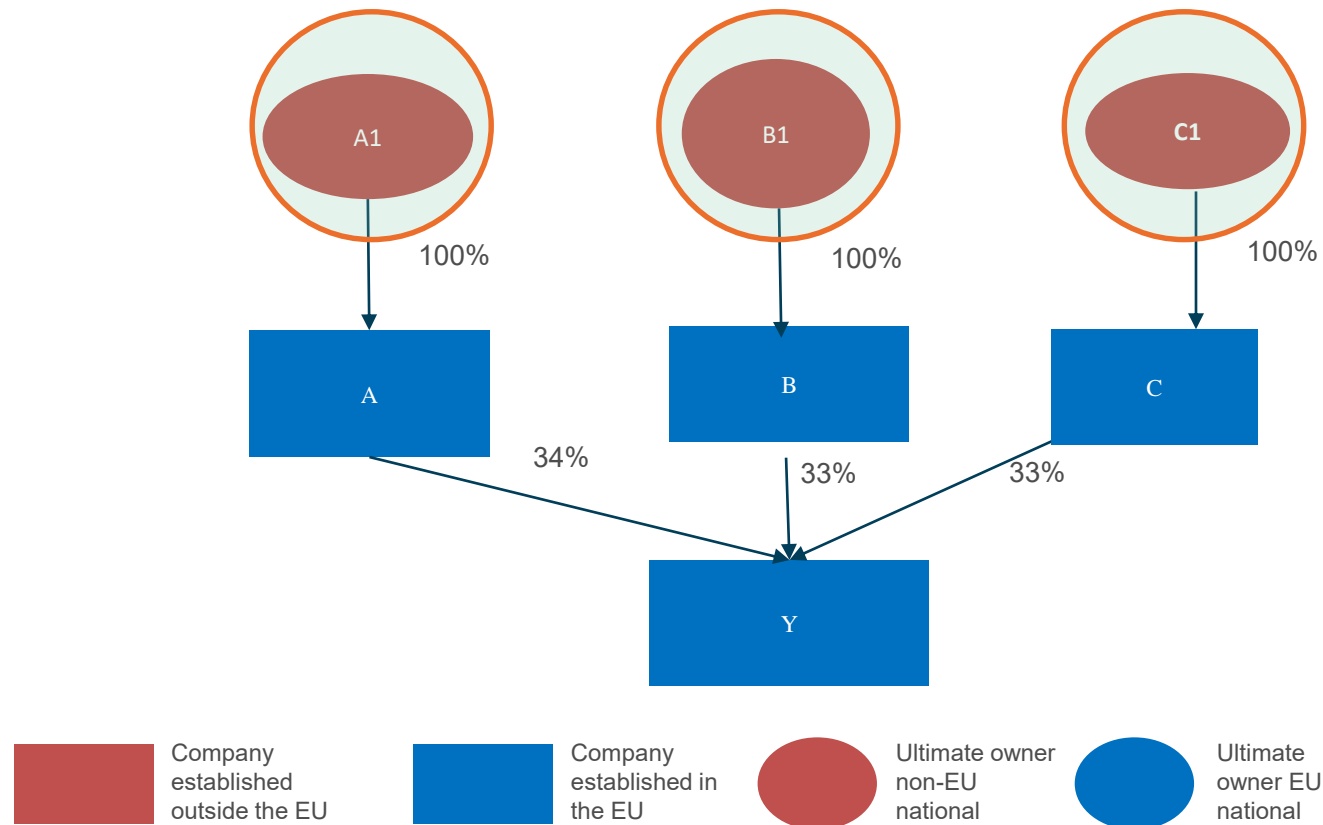 A1
B1
C1
100%
100%
100%
A
B
C
34%
33%
33%
Y
Company
established
outside the EU
Company
established in
the EU
Ultimate owner
non-EU
national
Ultimate
owner EU
national